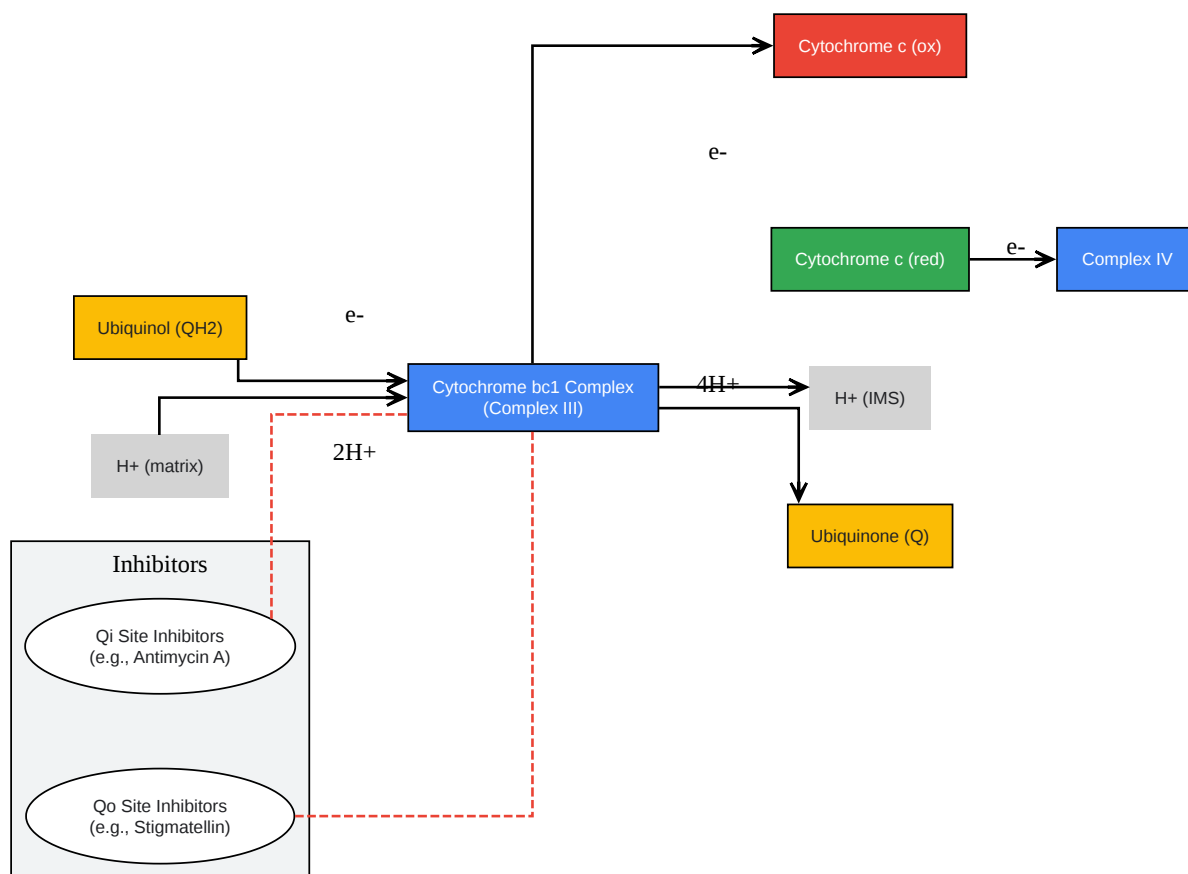 Cytochrome c (ox)
e-
Cytochrome c (red)
e-
Complex IV
Ubiquinol (QH2)
e-
Cytochrome bc1 Complex
(Complex III)
4H+
H+ (IMS)
H+ (matrix)
2H+
Ubiquinone (Q)
Inhibitors
Qi Site Inhibitors
(e.g., Antimycin A)
Qo Site Inhibitors
(e.g., Stigmatellin)